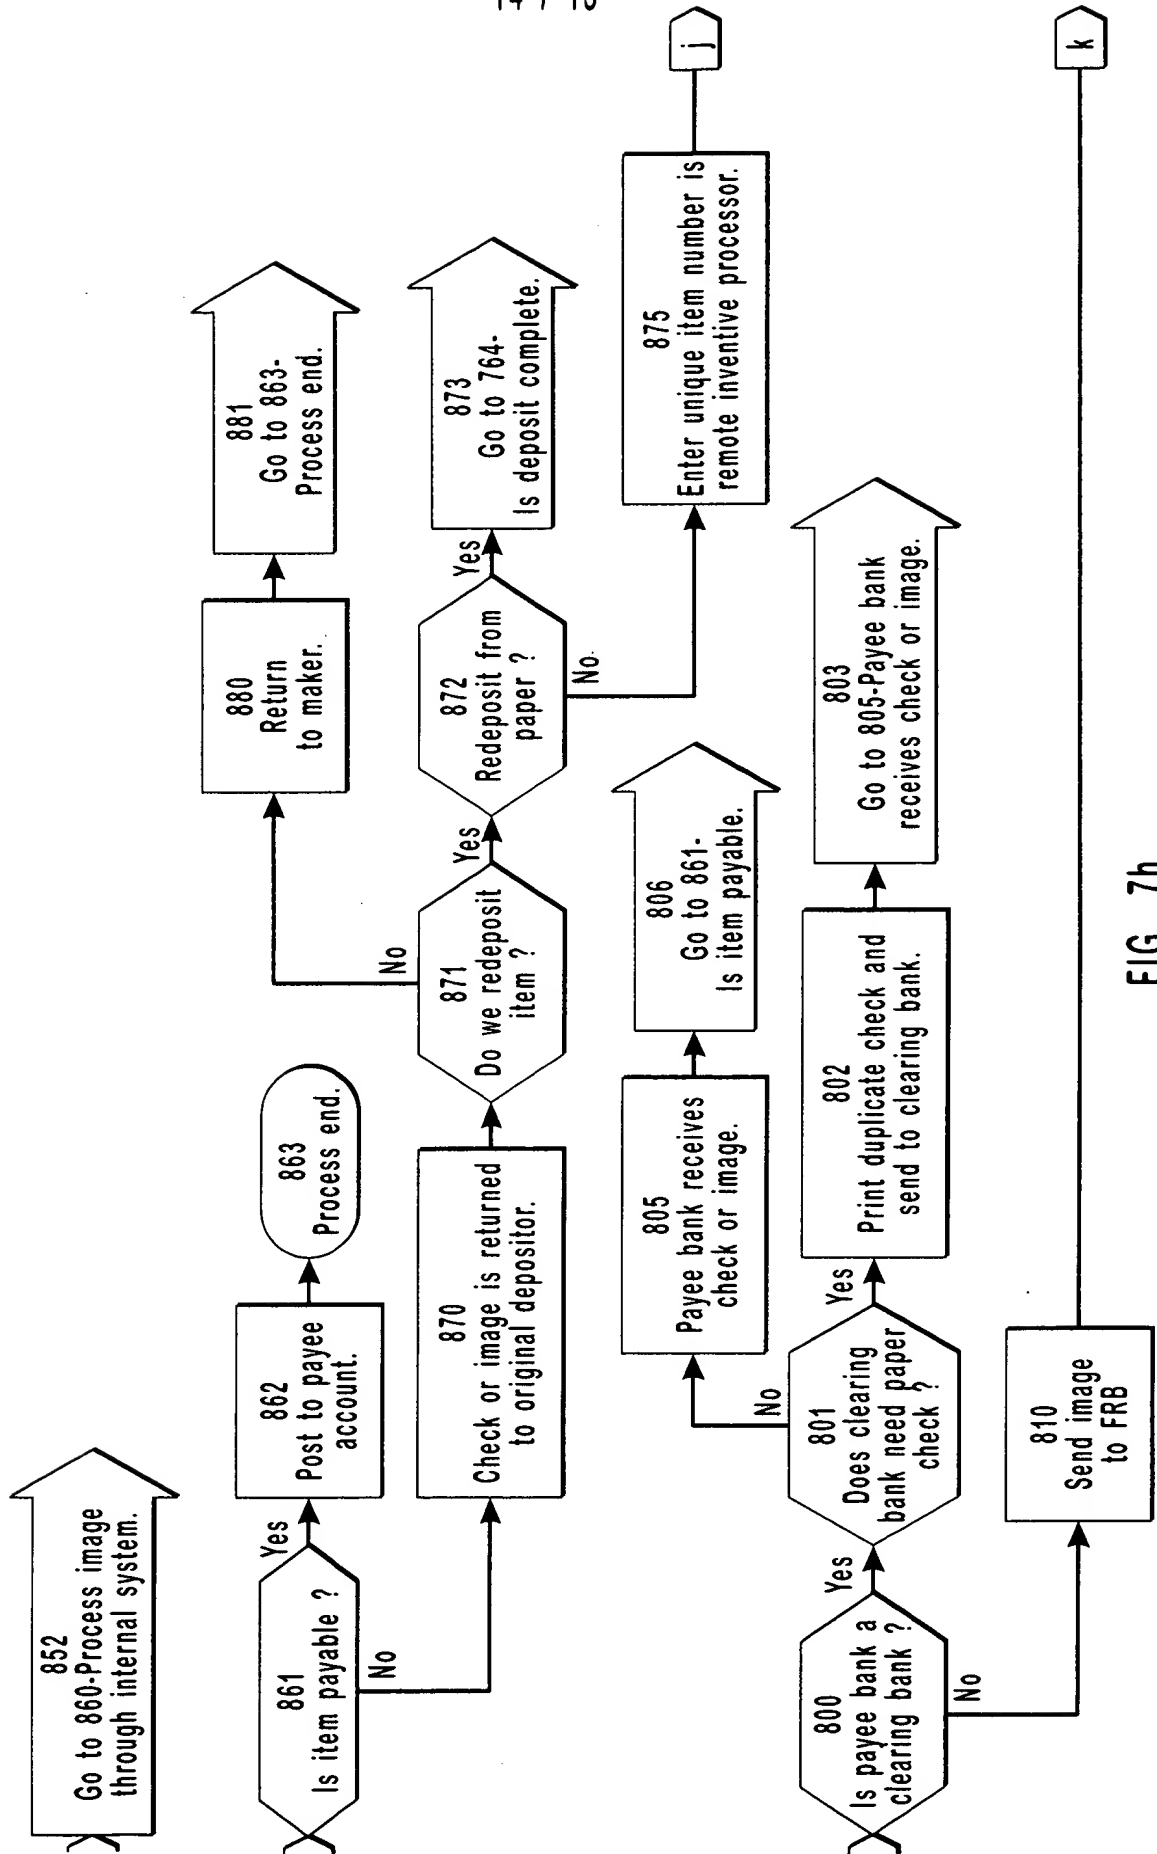 852
Go to 860-Process image
through internal system.
861
Is item payable ?
Yes
No
862
Post to payee
account.
863
Process end.
870
Check or image is returned
to original depositor.
871
Do we redeposit
item ?
No
Yes
880
Return
to maker.
881
Go to 863-
Process end.
872
Redeposit from
paper ?
Yes
No
873
Go to 764-
Is deposit complete.
875
Enter unique item number is
remote inventive processor.
j
800
Is payee bank a
clearing bank ?
Yes
No
801
Does clearing
bank need paper
check ?
No
Yes
805
Payee bank receives
check or image.
806
Go to 861-
Is item payable.
802
Print duplicate check and
send to clearing bank.
803
Go to 805-Payee bank
receives check or image.
810
Send image
to FRB
k
FIG. 7h